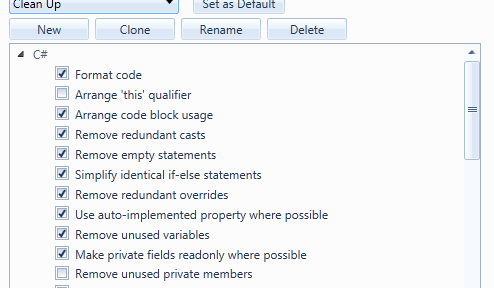 Clean Up Set as Default
New Clone Rename Delete
C#
Format code
Arrange 'this' qualifier
Arrange code block usage
Remove redundant casts
Remove empty statements
Simplify identical if-else statements
Remove redundant overrides
Use auto-implemented property where possible
Remove unused variables
Make private fields readonly where possible
Remove unused private members